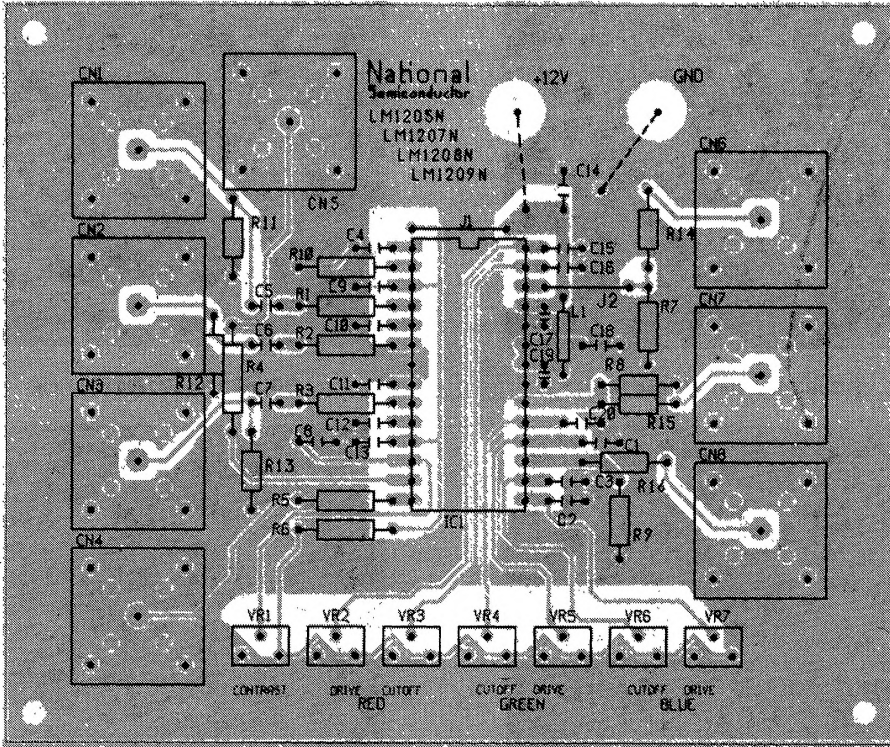 National
Semiconductor
LM1205N
LM1207N
LM1208N
LM1209N
+12V
GND
CN1
CN5
C14
CN6
R11
C4
J1
C15
R14
CN2
R10
C16
C9
J2
C5
R1
L1
R7
CN7
C10
C6
R2
C17
C18
R4
C19
R8
R12
CN3
C7
R3
C11
C20
R15
C12
C8
C13
C1
CN8
R13
R16
C3
R5
C2
IC1
R6
R9
CN4
VR1 VR2 VR3 VR4 VR5 VR6 VR7
CONTRAST DRIVE CUTOFF CUTOFF DRIVE CUTOFF DRIVE
RED GREEN BLUE